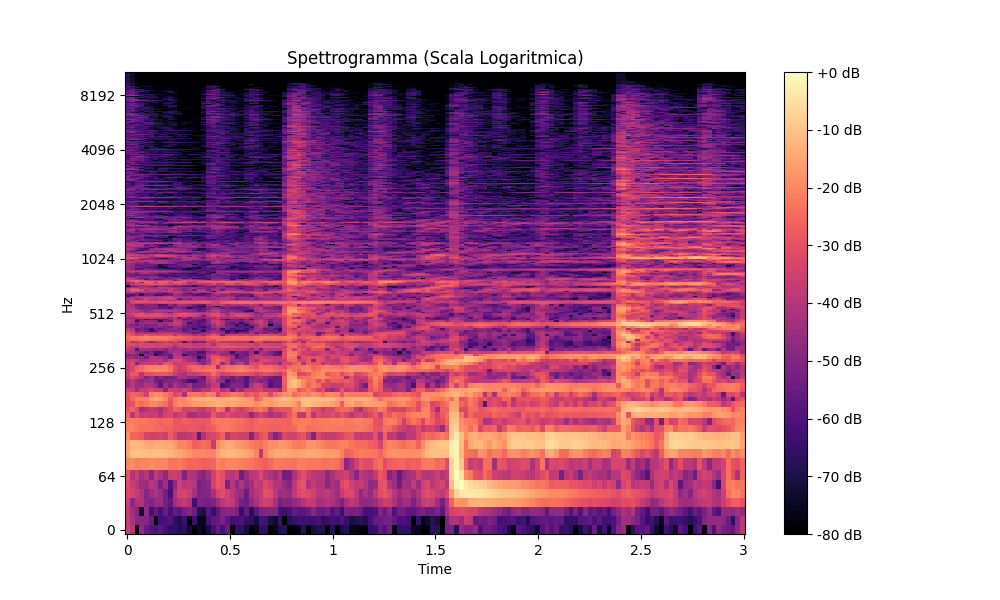 Spettrogramma (Scala Logaritmica)
Hz
8192
4096
2048
1024
512
256
128
64
0
0
0.5
1
1.5
2
2.5
3
Time
+0 dB
-10 dB
-20 dB
-30 dB
-40 dB
-50 dB
-60 dB
-70 dB
-80 dB